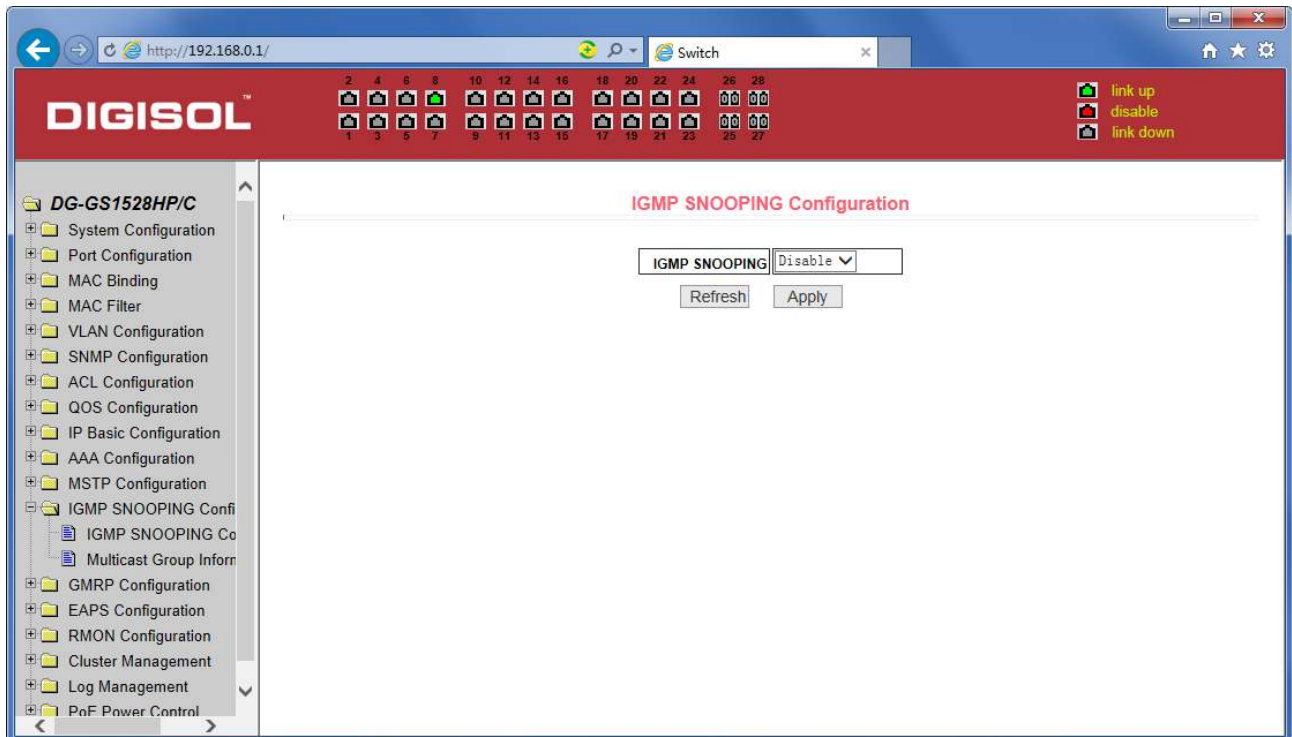 http://192.168.0.1/
Switch
DIGISOL™
2 4 6 8 10 12 14 16 18 20 22 24 26 28
1 3 5 7 9 11 13 15 17 19 21 23 25 27
link up
disable
link down
DG-GS1528HP/C
System Configuration
Port Configuration
MAC Binding
MAC Filter
VLAN Configuration
SNMP Configuration
ACL Configuration
QOS Configuration
IP Basic Configuration
AAA Configuration
MSTP Configuration
IGMP SNOOPING Confi
IGMP SNOOPING Co
Multicast Group Inforn
GMRP Configuration
EAPS Configuration
RMON Configuration
Cluster Management
Log Management
PoE Power Control
IGMP SNOOPING Configuration
IGMP SNOOPING Disable
Refresh Apply